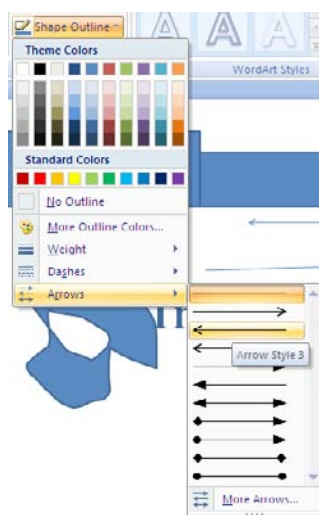 Shape Outline
A A A
WordArt Styles
Theme Colors
Standard Colors
No Outline
More Outline Colors...
Weight
Dashes
Arrows
Arrow Style 3
More Arrows...